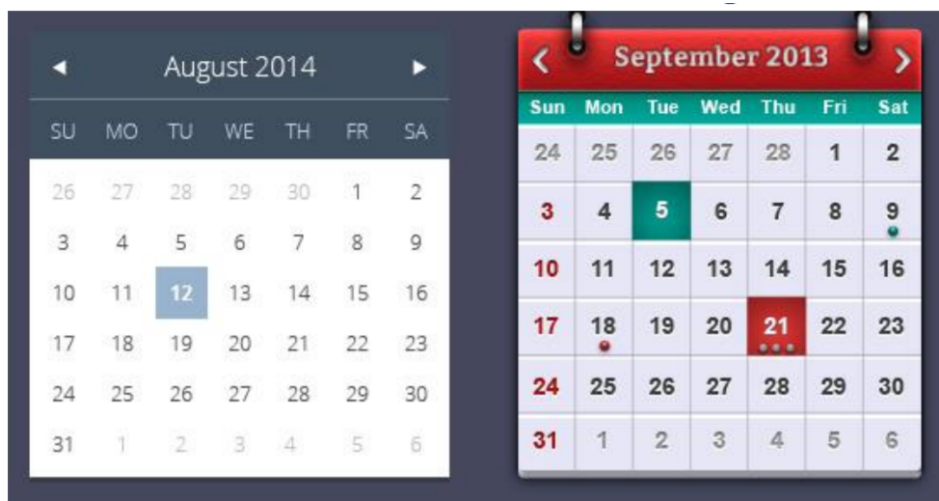 August 2014
SU MO TU WE TH FR SA
26 27 28 29 30 1 2
3 4 5 6 7 8 9
10 11 12 13 14 15 16
17 18 19 20 21 22 23
24 25 26 27 28 29 30
31 1 2 3 4 5 6
September 2013
Sun Mon Tue Wed Thu Fri Sat
24 25 26 27 28 1 2
3 4 5 6 7 8 9
10 11 12 13 14 15 16
17 18 19 20 21 22 23
24 25 26 27 28 29 30
31 1 2 3 4 5 6